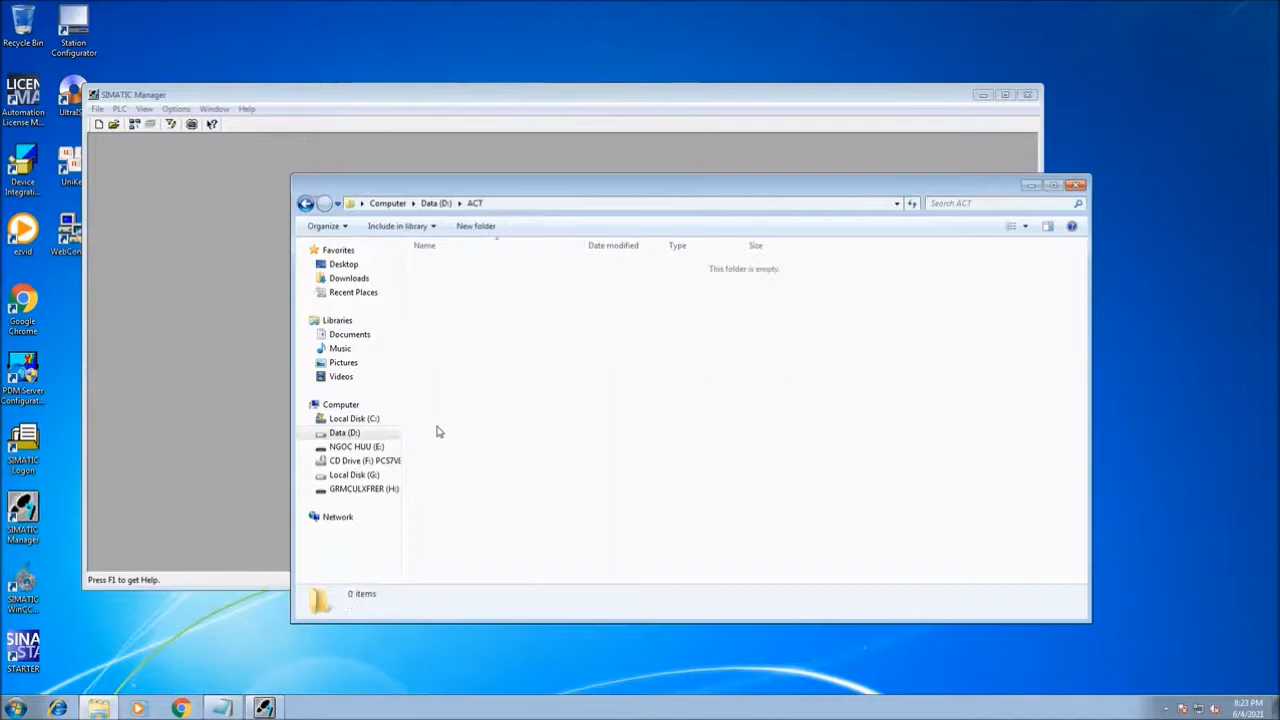 Recycle Bin
Station Configurator
LICEN MA
Automation License M...
UltraIS
Device Integrati...
UniKe
ezvid
WebCon
Google Chrome
PDM Server Configurat...
SIMATIC Logon
SIMATIC Manager
SIMATIC WinCC...
SINA STA
STARTER
SIMATIC Manager
File PLC View Options Window Help
Press F1 to get Help.
Computer Data (D:) ACT
Search ACT
Organize Include in library New folder
Name Date modified Type Size
This folder is empty.
Favorites
Desktop
Downloads
Recent Places
Libraries
Documents
Music
Pictures
Videos
Computer
Local Disk (C:)
Data (D:)
NGOC HUU (E:)
CD Drive (F:) PCS7V8
Local Disk (G:)
GRMCULXFRER (H:)
Network
0 items
8:23 PM
6/4/2021